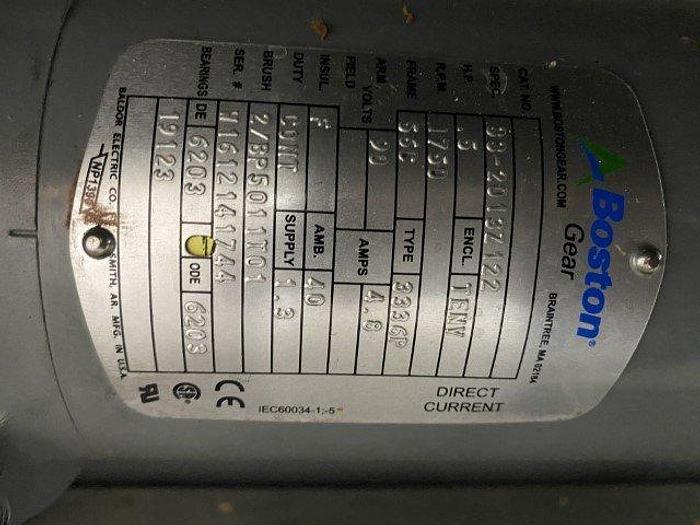 Boston®
Gear
WWW.BOSTONGEAR.COM
BRAINTREE, MA 02184
CAT. NO.
SPEC. 33-2019Z122
H.P. .5 ENCL. TENV
R.P.M. 1750
FRAME 56C TYPE 3336P
ARM VOLTS 90 AMPS 4.8
FIELD
INSUL. F AMB. 40
DUTY CONT SUPPLY 1.3
BRUSH 2/BP5011T01
SER. # W1612141744
BEARINGS DE 6203 ODE 6203
19123
BALDOR ELECTRIC CO. SMITH, AR. MFG. IN U.S.A.
DIRECT
CURRENT
IEC60034-1;-5
CE